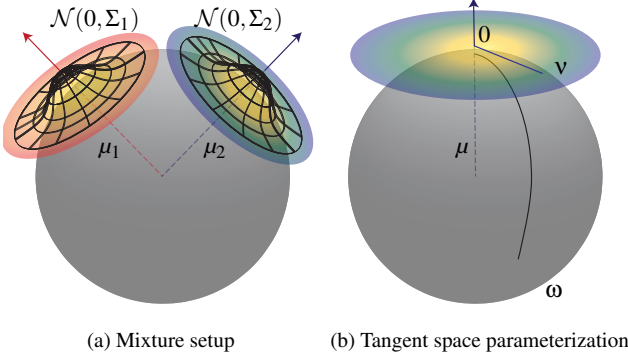 𝒩(0, Σ₁)
𝒩(0, Σ₂)
μ₁
μ₂
0
ν
μ
ω
(a) Mixture setup
(b) Tangent space parameterization